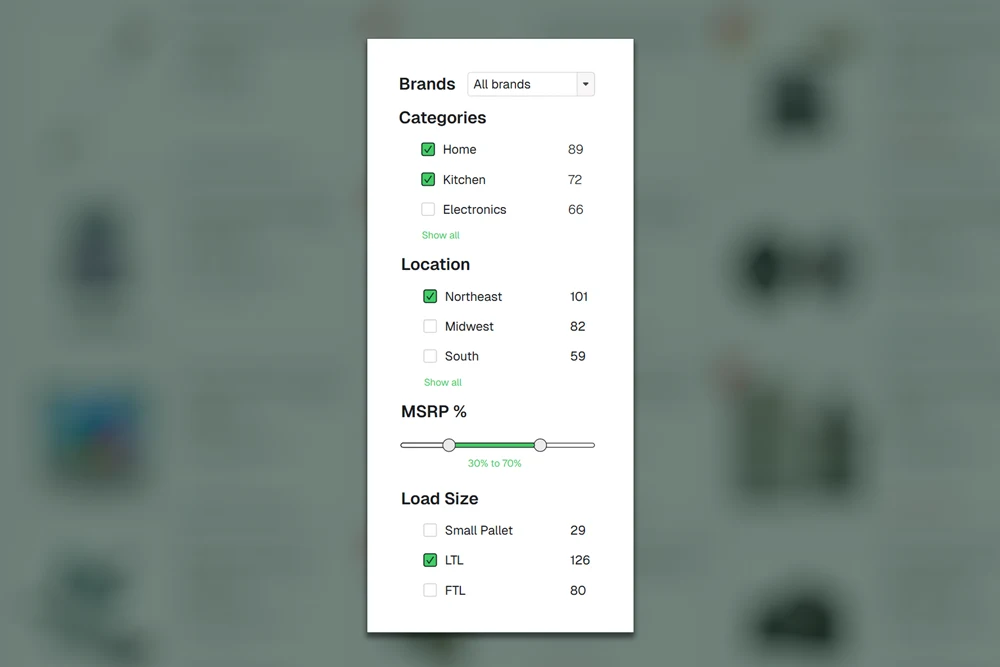 Brands All brands
Categories
Home 89
Kitchen 72
Electronics 66
Show all
Location
Northeast 101
Midwest 82
South 59
Show all
MSRP %
30% to 70%
Load Size
Small Pallet 29
LTL 126
FTL 80